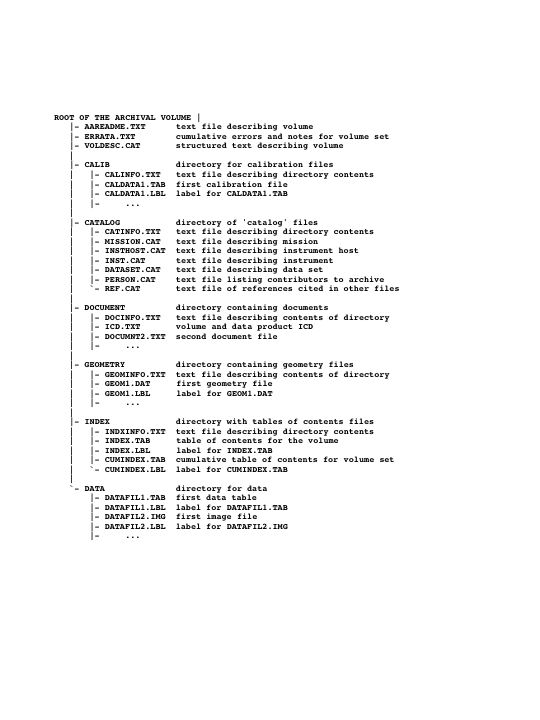 ROOT OF THE ARCHIVAL VOLUME |
|- AAREADME.TXT text file describing volume
|- ERRATA.TXT cumulative errors and notes for volume set
|- VOLDESC.CAT structured text describing volume
|
|- CALIB directory for calibration files
| |- CALINFO.TXT text file describing directory contents
| |- CALDATA1.TAB first calibration file
| |- CALDATA1.LBL label for CALDATA1.TAB
| |- ...
|
|- CATALOG directory of 'catalog' files
| |- CATINFO.TXT text file describing directory contents
| |- MISSION.CAT text file describing mission
| |- INSTHOST.CAT text file describing instrument host
| |- INST.CAT text file describing instrument
| |- DATASET.CAT text file describing data set
| |- PERSON.CAT text file listing contributors to archive
| `- REF.CAT text file of references cited in other files
|
|- DOCUMENT directory containing documents
| |- DOCINFO.TXT text file describing contents of directory
| |- ICD.TXT volume and data product ICD
| |- DOCUMNT2.TXT second document file
| |- ...
|
|- GEOMETRY directory containing geometry files
| |- GEOMINFO.TXT text file describing contents of directory
| |- GEOM1.DAT first geometry file
| |- GEOM1.LBL label for GEOM1.DAT
| |- ...
|
|- INDEX directory with tables of contents files
| |- INDXINFO.TXT text file describing directory contents
| |- INDEX.TAB table of contents for the volume
| |- INDEX.LBL label for INDEX.TAB
| |- CUMINDEX.TAB cumulative table of contents for volume set
| `- CUMINDEX.LBL label for CUMINDEX.TAB
|
`- DATA directory for data
|- DATAFIL1.TAB first data table
|- DATAFIL1.LBL label for DATAFIL1.TAB
|- DATAFIL2.IMG first image file
|- DATAFIL2.LBL label for DATAFIL2.IMG
|- ...